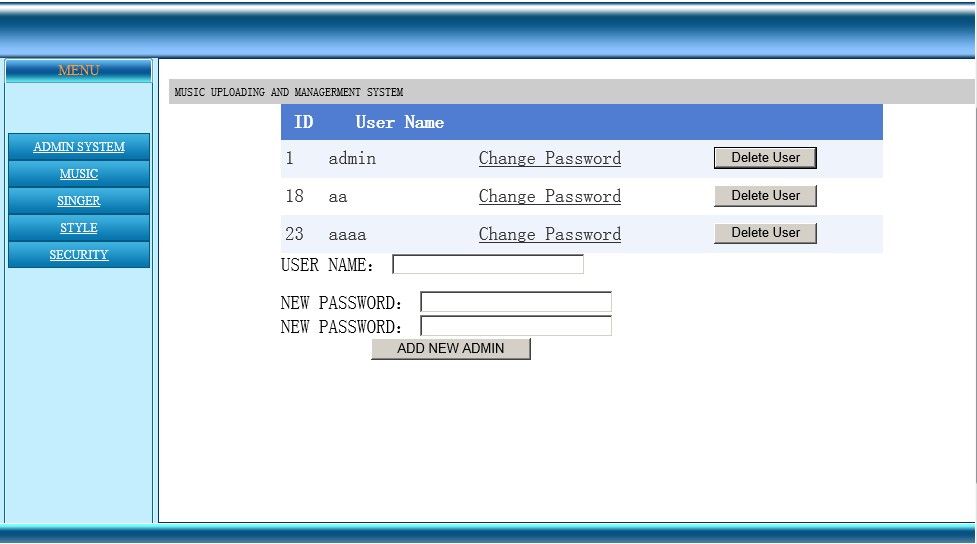 MENU
ADMIN SYSTEM
MUSIC
SINGER
STYLE
SECURITY
MUSIC UPLOADING AND MANAGERMENT SYSTEM
ID User Name
1 admin Change Password Delete User
18 aa Change Password Delete User
23 aaaa Change Password Delete User
USER NAME:
NEW PASSWORD:
NEW PASSWORD:
ADD NEW ADMIN